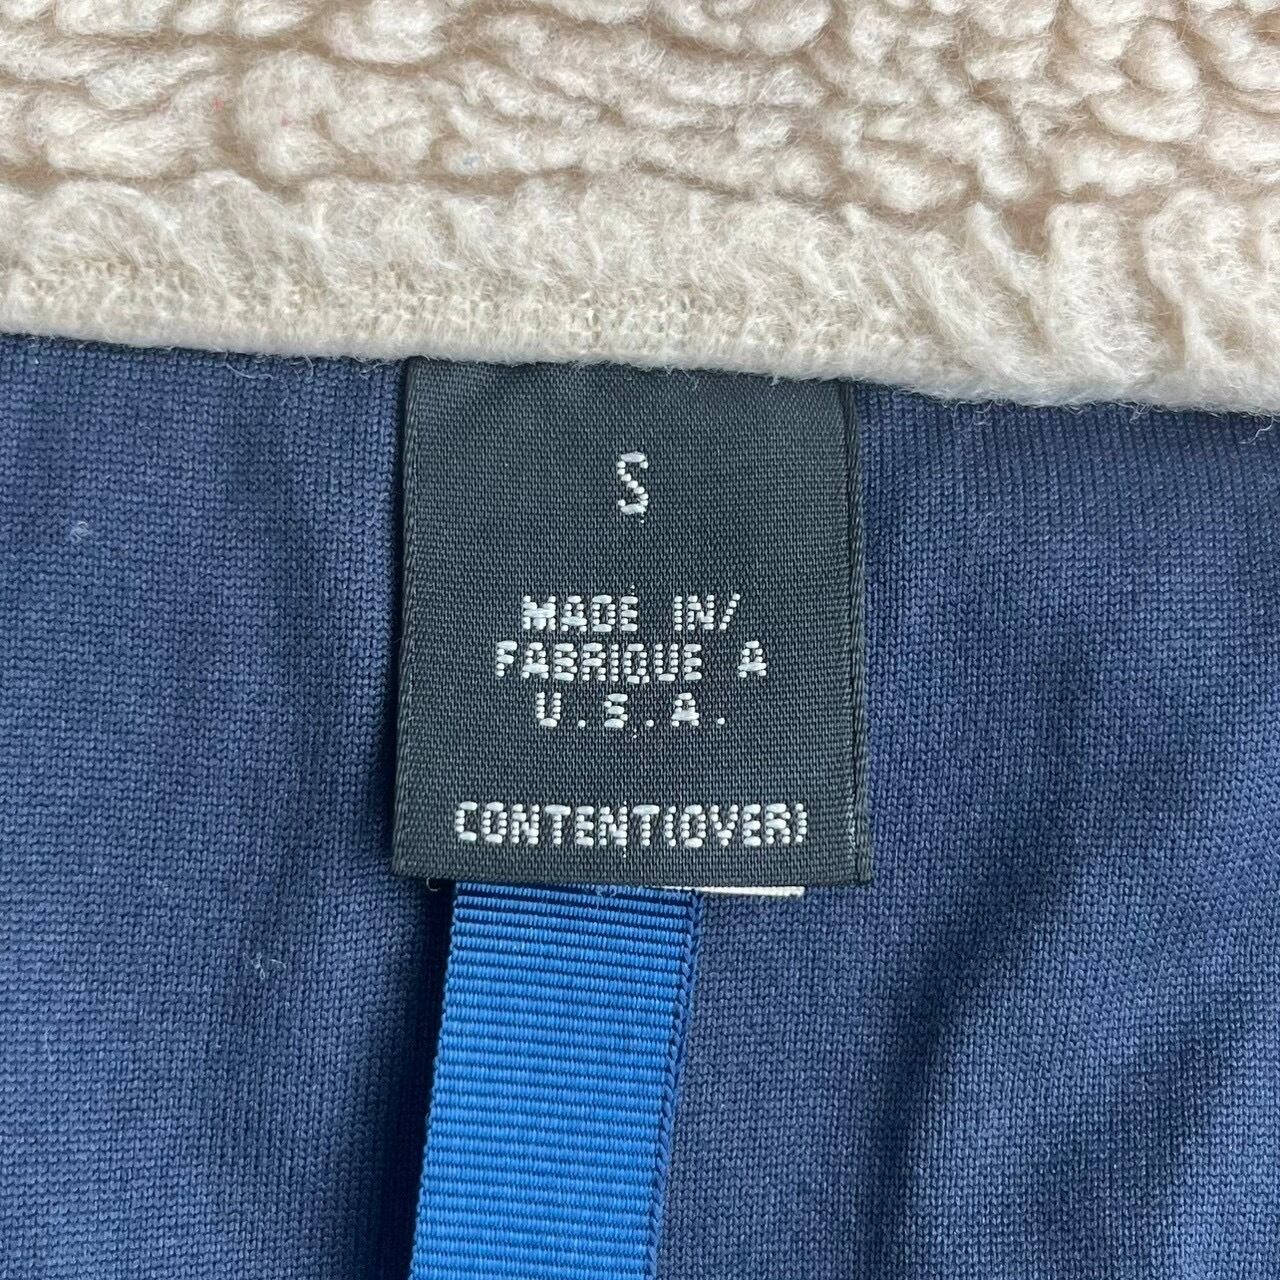 S
MADE IN/
FABRIQUE A
U.S.A.
CONTENT(OVER)